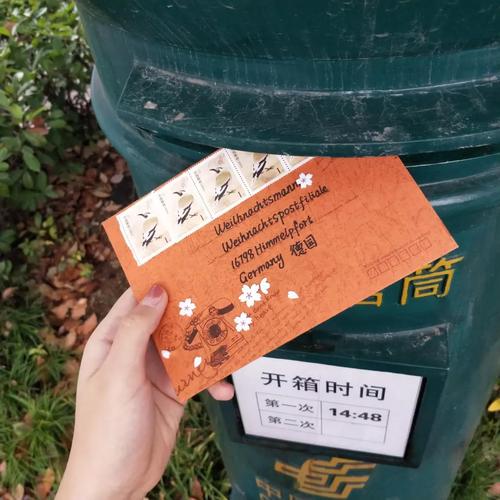 Weihnachtsmann
Weihnachtspostfiliale
16798 Himmelpfort
Germany 德国
筒
开箱时间
第一次 14:48
第二次